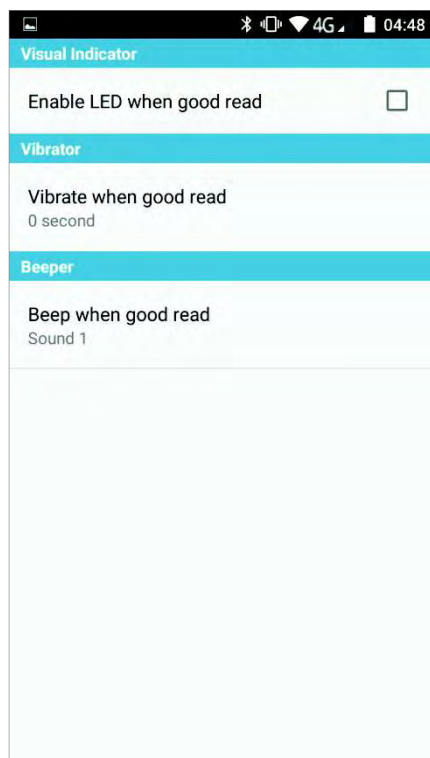 4G 04:48
Visual Indicator
Enable LED when good read
Vibrator
Vibrate when good read
0 second
Beeper
Beep when good read
Sound 1